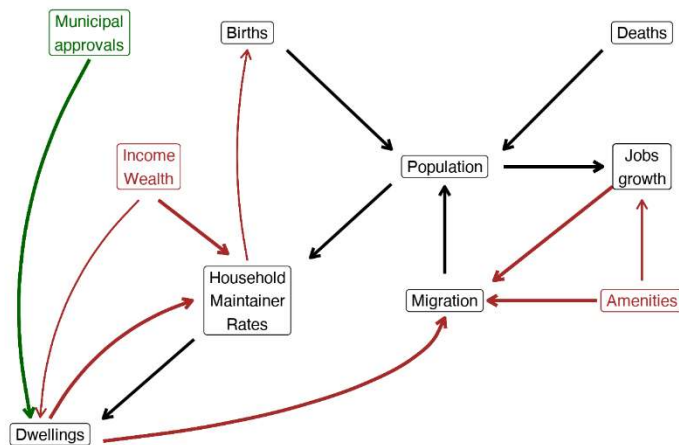 Municipal
approvals
Births
Deaths
Income
Wealth
Population
Jobs
growth
Household
Maintainer
Rates
Migration
Amenities
Dwellings